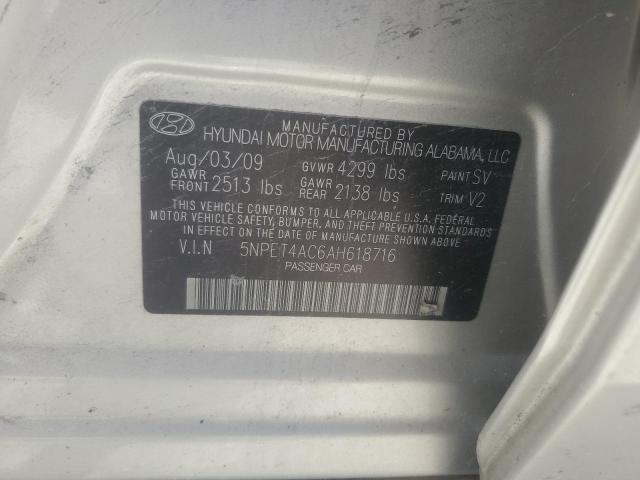 MANUFACTURED BY
HYUNDAI MOTOR MANUFACTURING ALABAMA, LLC
Aug/03/09 GVWR 4299 lbs PAINT SV
GAWR FRONT 2513 lbs GAWR REAR 2138 lbs TRIM V2
THIS VEHICLE CONFORMS TO ALL APPLICABLE U.S.A. FEDERAL
MOTOR VEHICLE SAFETY, BUMPER, AND THEFT PREVENTION
STANDARDS IN EFFECT ON THE DATE OF MANUFACTURE SHOWN ABOVE.
V.I.N 5NPET4AC6AH618716
PASSENGER CAR